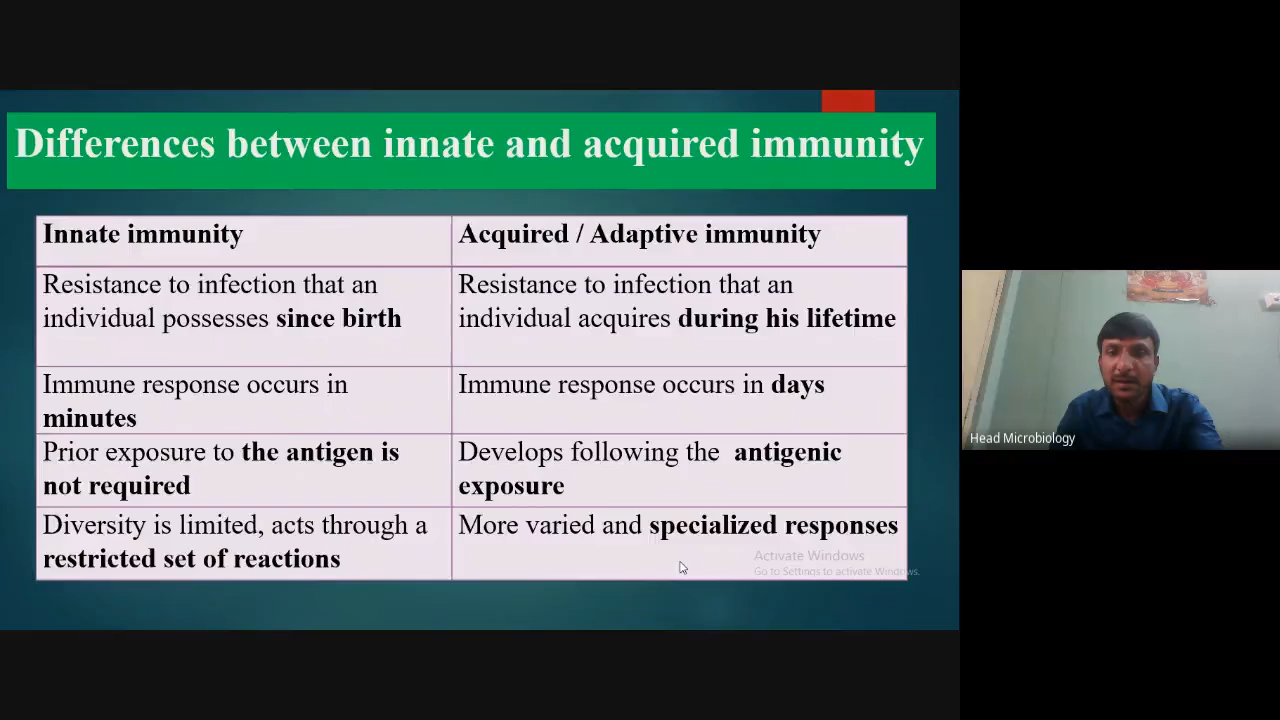 Differences between innate and acquired immunity
Innate immunity
Acquired / Adaptive immunity
Resistance to infection that an
individual possesses since birth
Resistance to infection that an
individual acquires during his lifetime
Immune response occurs in
minutes
Immune response occurs in days
Prior exposure to the antigen is
not required
Develops following the antigenic
exposure
Diversity is limited, acts through a
restricted set of reactions
More varied and specialized responses
Activate Windows
Go to Settings to activate Windows.
Head Microbiology